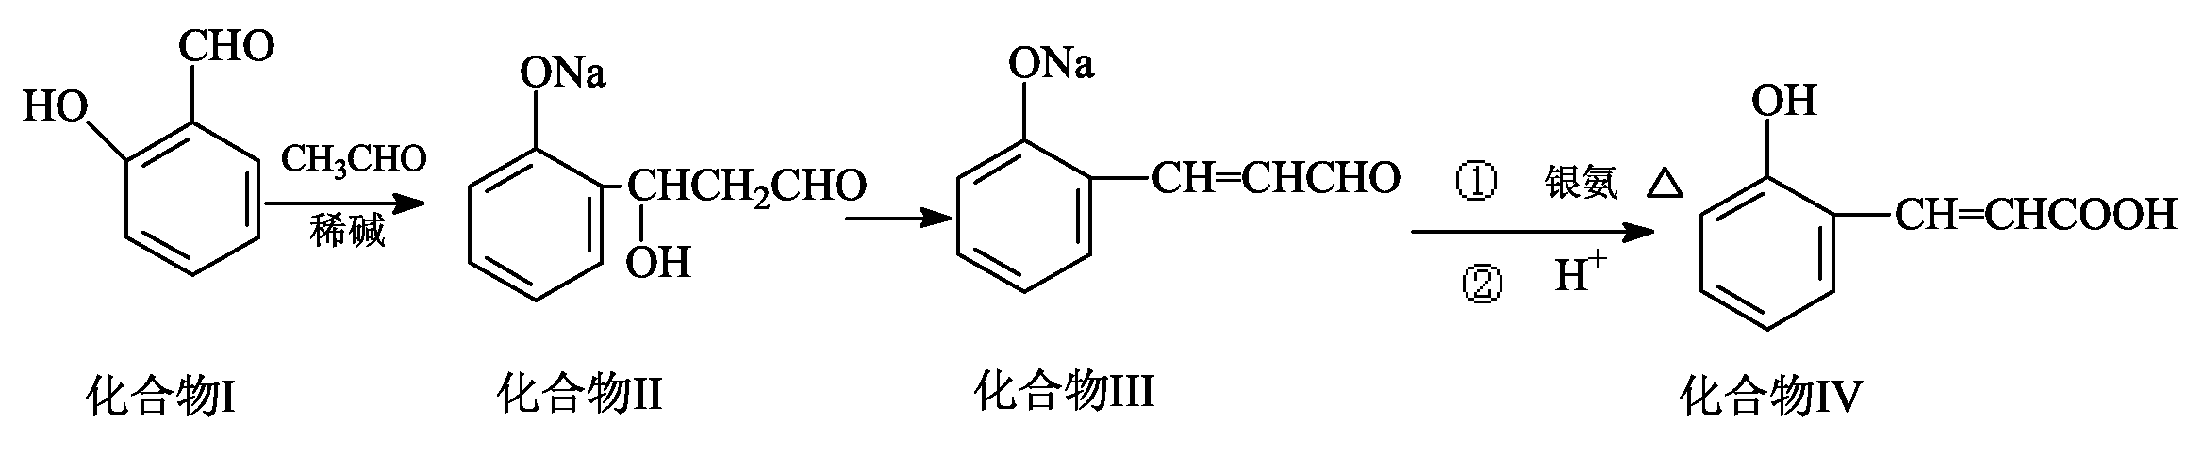 CHO
HO
CH₃CHO
稀碱
ONa
CHCH₂CHO
OH
ONa
CH=CHCHO
① 银氨 △
② H⁺
OH
CH=CHCOOH
化合物I
化合物II
化合物III
化合物IV